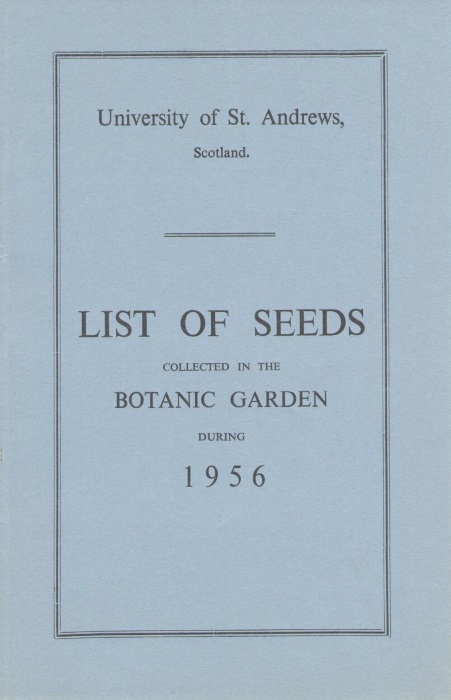 University of St. Andrews,
Scotland.
LIST OF SEEDS
COLLECTED IN THE
BOTANIC GARDEN
DURING
1956